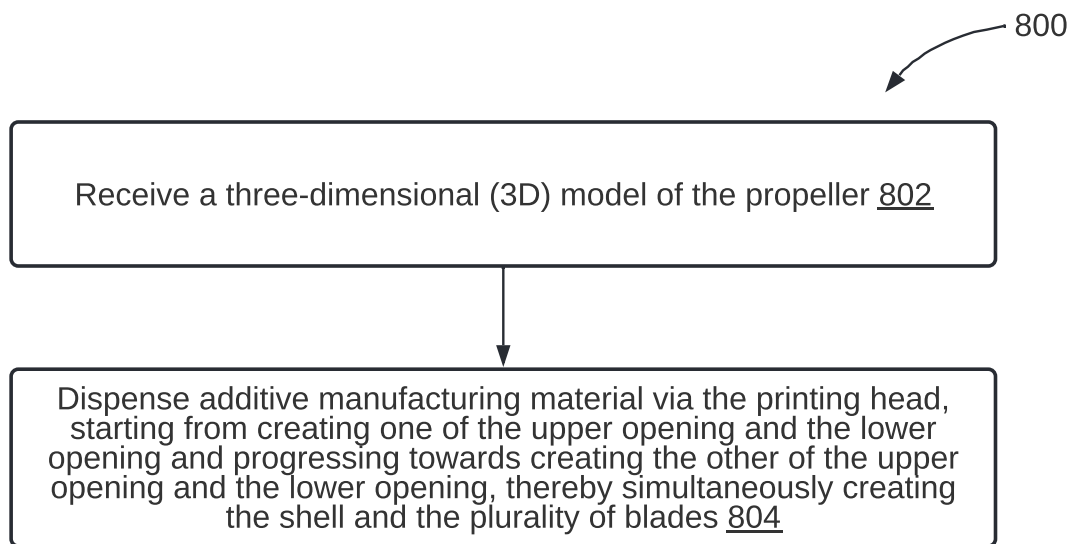 800
Receive a three-dimensional (3D) model of the propeller 802
Dispense additive manufacturing material via the printing head,
starting from creating one of the upper opening and the lower
opening and progressing towards creating the other of the upper
opening and the lower opening, thereby simultaneously creating
the shell and the plurality of blades 804